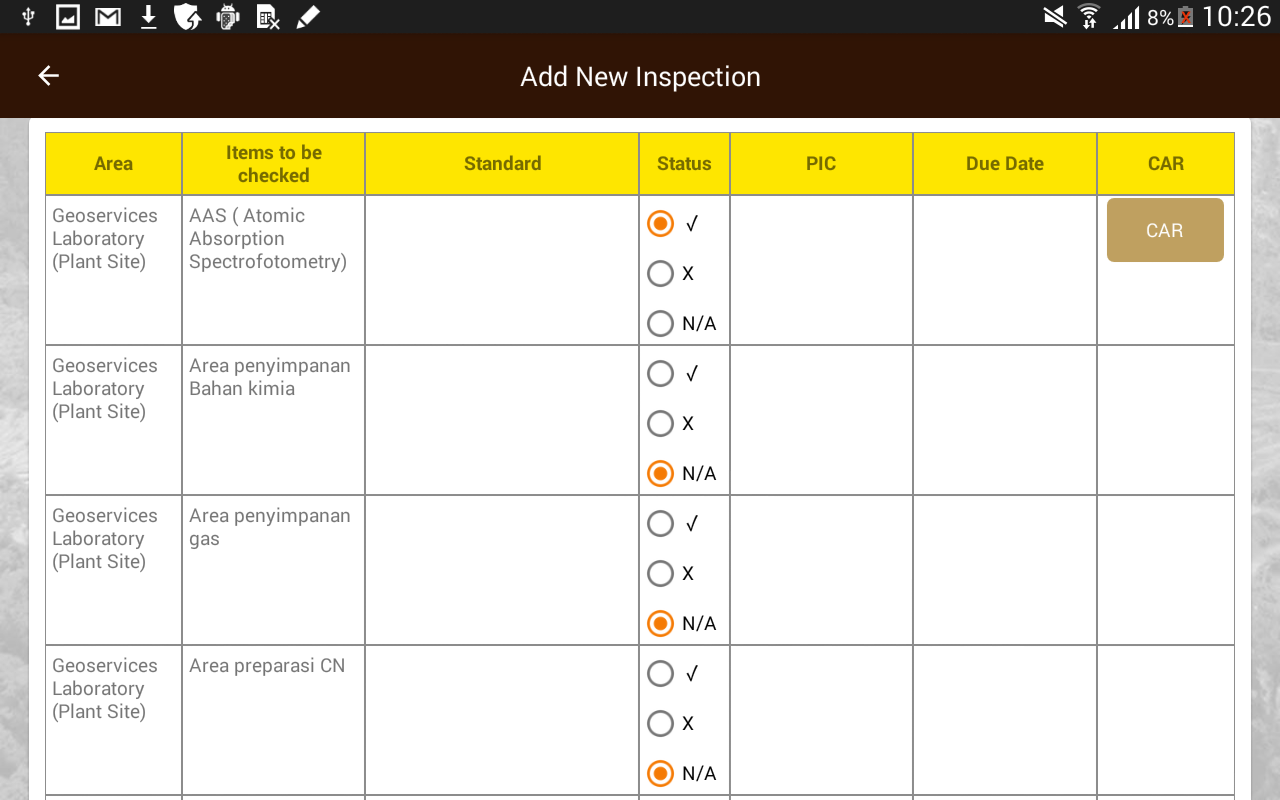 8% 10:26
Add New Inspection
Area
Items to be
checked
Standard
Status
PIC
Due Date
CAR
Geoservices
Laboratory
(Plant Site)
AAS ( Atomic
Absorption
Spectrofotometry)
√
X
N/A
CAR
Geoservices
Laboratory
(Plant Site)
Area penyimpanan
Bahan kimia
√
X
N/A
Geoservices
Laboratory
(Plant Site)
Area penyimpanan
gas
√
X
N/A
Geoservices
Laboratory
(Plant Site)
Area preparasi CN
√
X
N/A